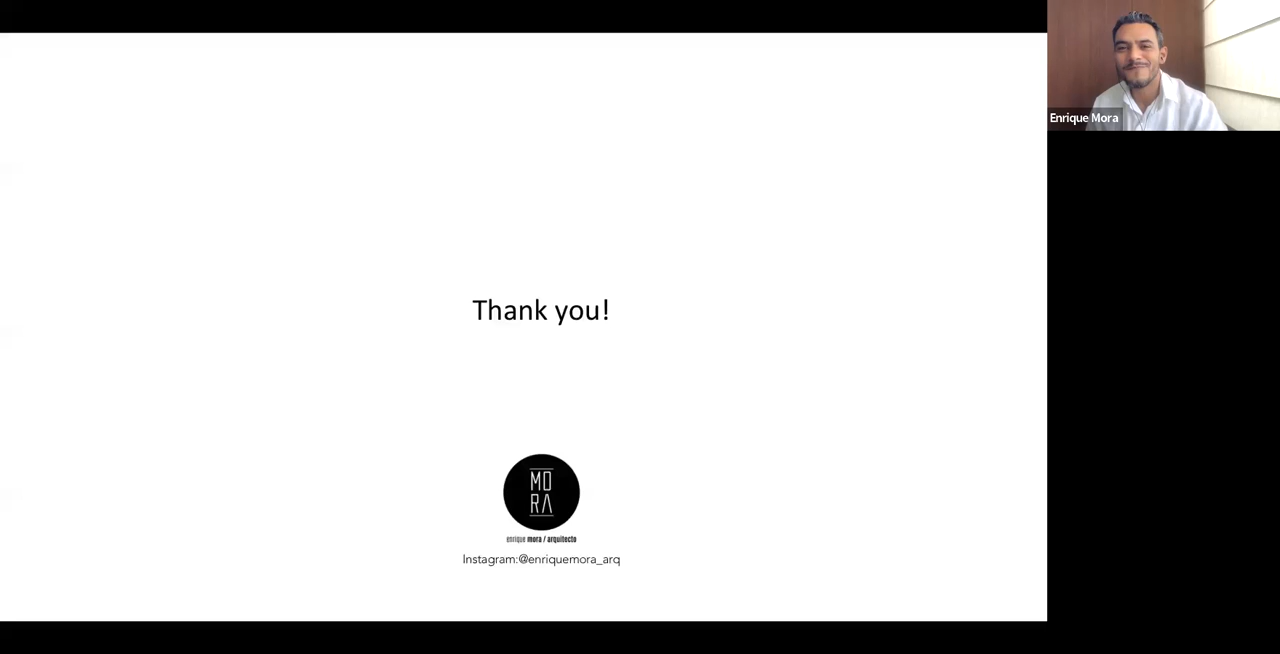 Enrique Mora
Thank you!
MO
RA
enrique mora / arquitecto
Instagram:@enriquemora_arq